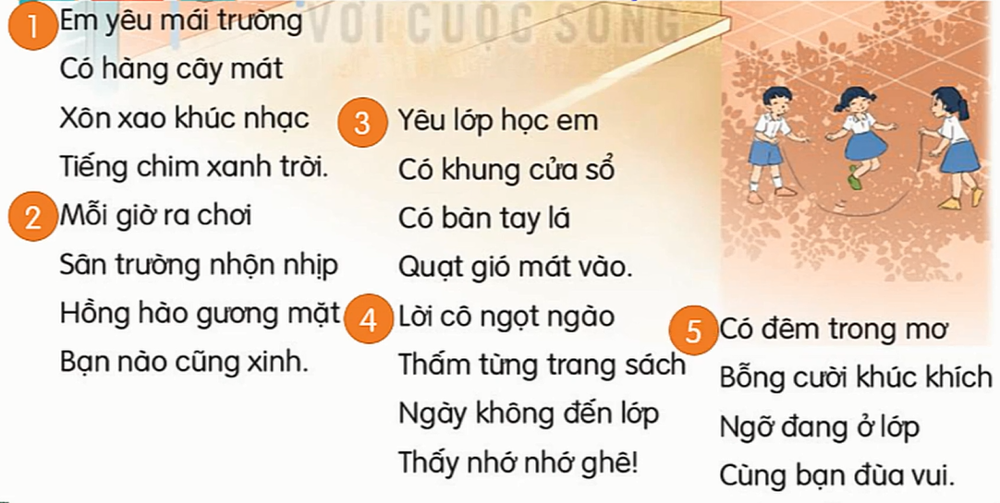 VỚI CUỘC SỐNG
1 Em yêu mái trường
Có hàng cây mát
Xôn xao khúc nhạc
Tiếng chim xanh trời.
2 Mỗi giờ ra chơi
Sân trường nhộn nhịp
Hồng hào gương mặt
Bạn nào cũng xinh.
3 Yêu lớp học em
Có khung cửa sổ
Có bàn tay lá
Quạt gió mát vào.
4 Lời cô ngọt ngào
Thấm từng trang sách
Ngày không đến lớp
Thấy nhớ nhớ ghê!
5 Có đêm trong mơ
Bỗng cười khúc khích
Ngỡ đang ở lớp
Cùng bạn đùa vui.